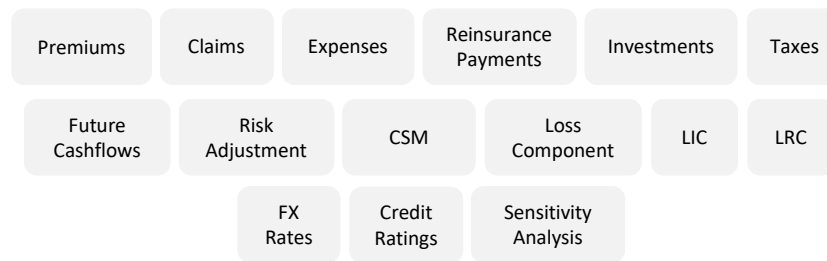 Premiums
Claims
Expenses
Reinsurance
Payments
Investments
Taxes
Future
Cashflows
Risk
Adjustment
CSM
Loss
Component
LIC
LRC
FX
Rates
Credit
Ratings
Sensitivity
Analysis